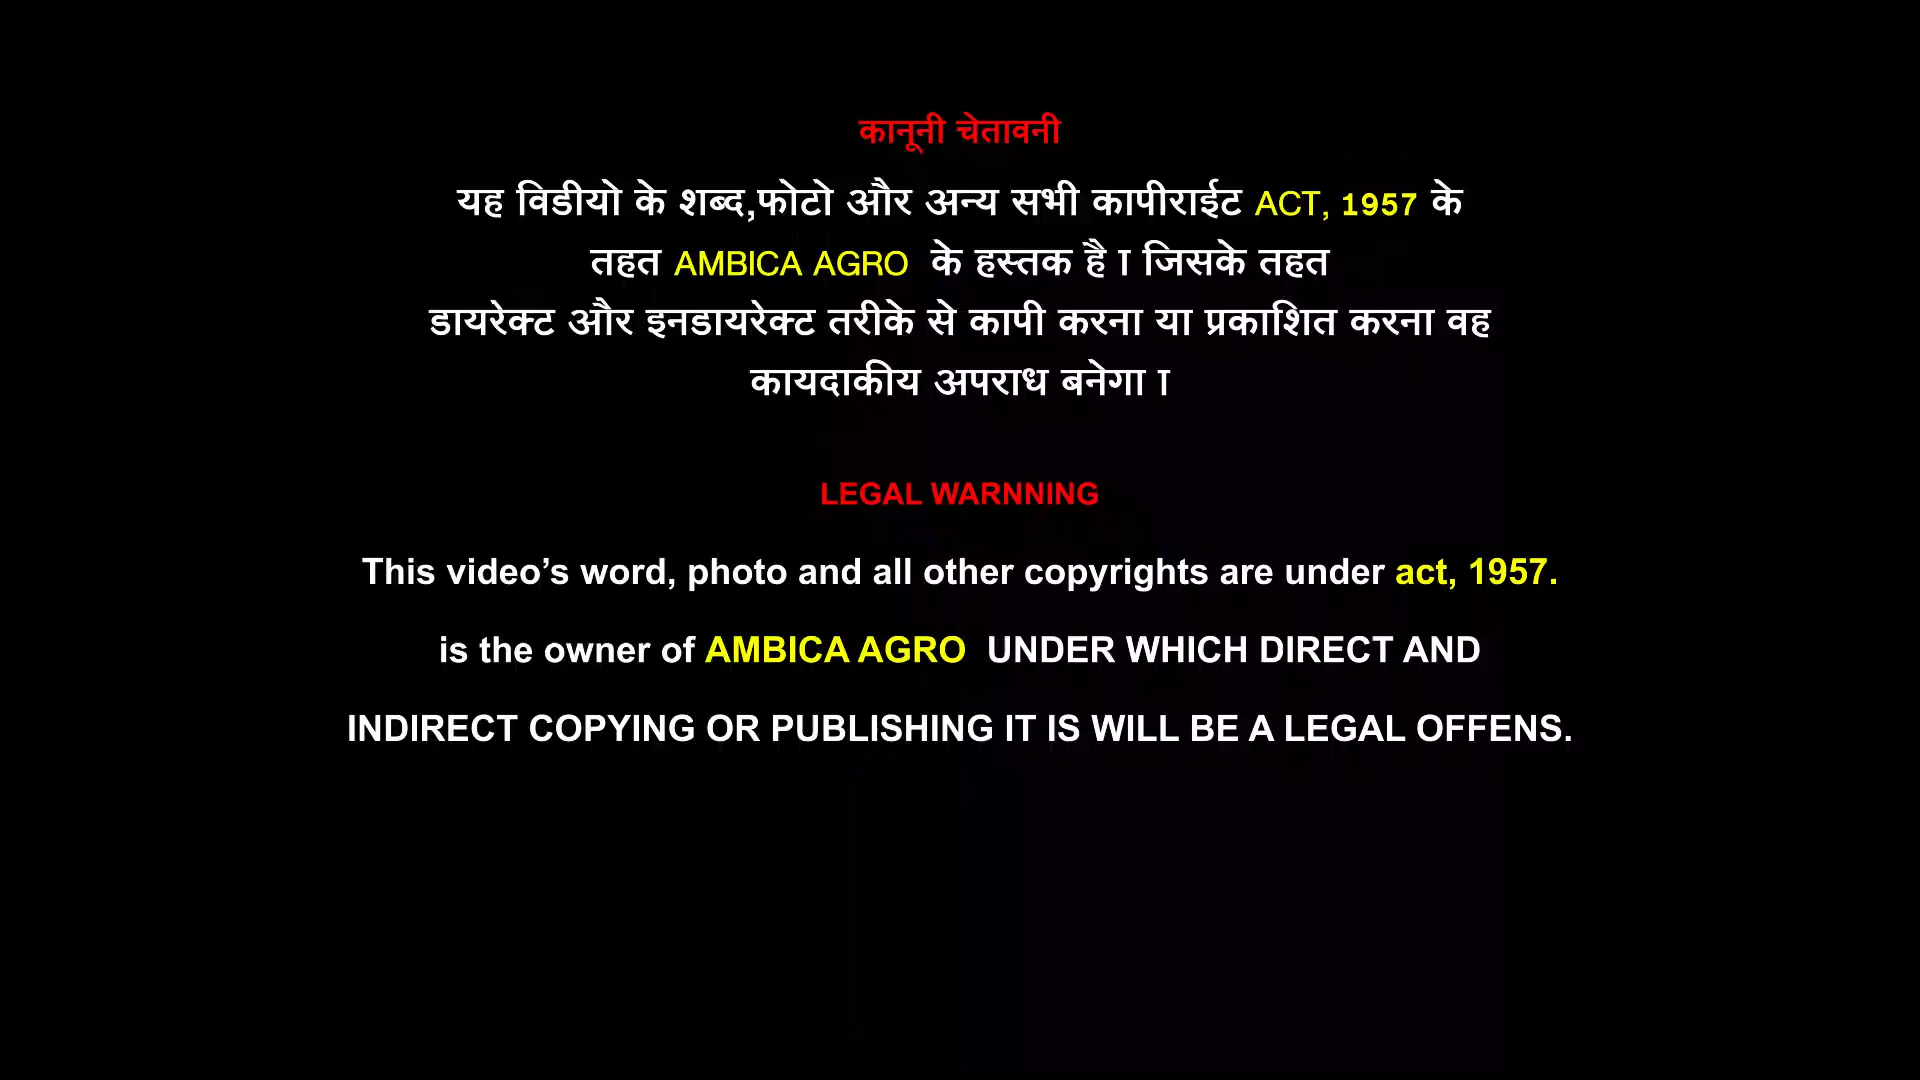 कानूनी चेतावनी
यह विडीयो के शब्द,फोटो और अन्य सभी कापीराईट ACT, 1957 के
तहत AMBICA AGRO के हस्तक है I जिसके तहत
डायरेक्ट और इनडायरेक्ट तरीके से कापी करना या प्रकाशित करना वह
कायदाकीय अपराध बनेगा I
LEGAL WARNNING
This video’s word, photo and all other copyrights are under act, 1957.
is the owner of AMBICA AGRO UNDER WHICH DIRECT AND
INDIRECT COPYING OR PUBLISHING IT IS WILL BE A LEGAL OFFENS.